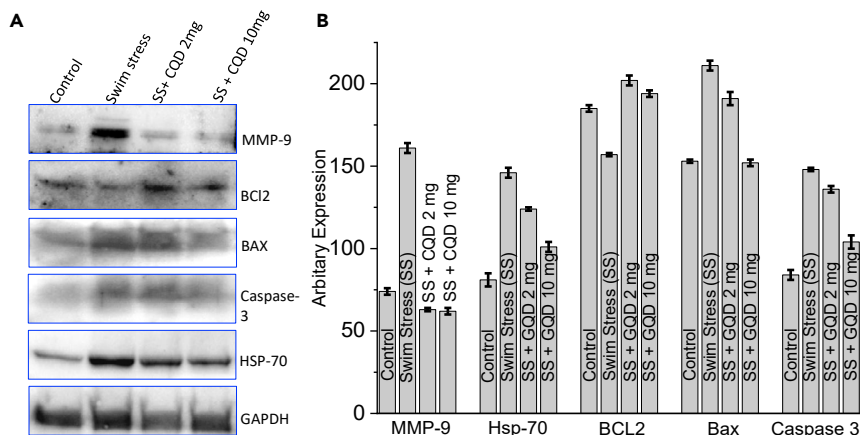 A
Control
Swim stress
SS+ CQD 2mg
SS + CQD 10mg
MMP-9
BCl2
BAX
Caspase-
3
HSP-70
GAPDH
B
Arbitary Expression
200
150
100
50
0
Control
Swim Stress (SS)
SS + CQD 2 mg
SS + CQD 10 mg
Control
Swim Stress (SS)
SS + GQD 2 mg
SS + GQD 10 mg
Control
Swim Stress (SS)
SS + GQD 2 mg
SS + GQD 10 mg
Control
Swim Stress (SS)
SS + GQD 2 mg
SS + GQD 10 mg
Control
Swim Stress (SS)
SS + GQD 2 mg
SS + GQD 10 mg
MMP-9
Hsp-70
BCL2
Bax
Caspase 3